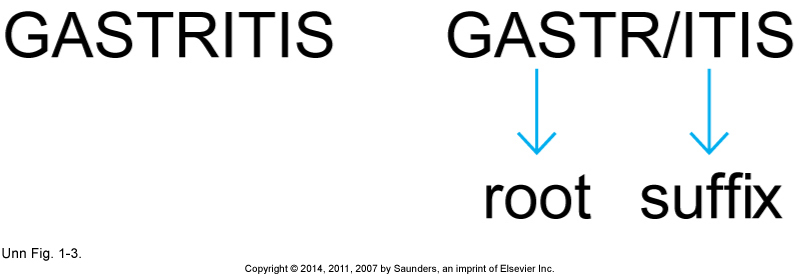 GASTRITIS GASTR/ITIS
root suffix
Unn Fig. 1-3.
Copyright © 2014, 2011, 2007 by Saunders, an imprint of Elsevier Inc.